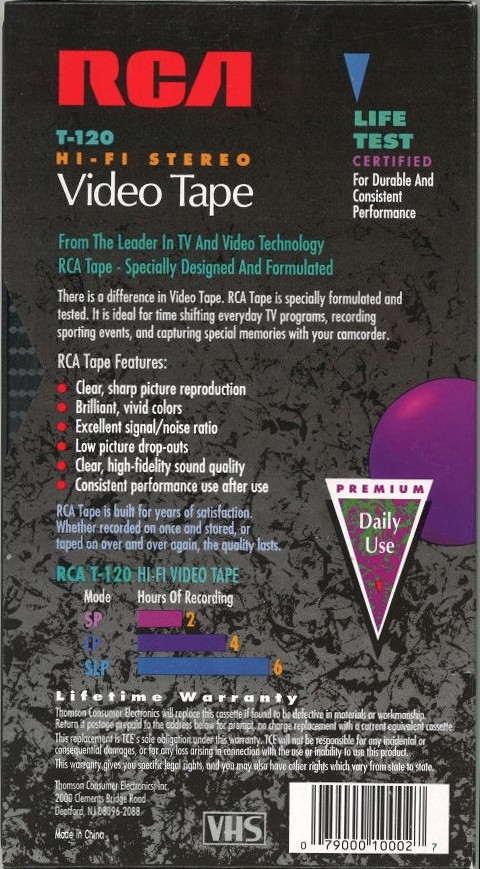 RCA
T-120
HI-FI STEREO
Video Tape
LIFE
TEST
CERTIFIED
For Durable And
Consistent
Performance
From The Leader In TV And Video Technology
RCA Tape - Specially Designed And Formulated
There is a difference in Video Tape. RCA Tape is specially formulated and
tested. It is ideal for time shifting everyday TV programs, recording
sporting events, and capturing special memories with your camcorder.
RCA Tape Features:
• Clear, sharp picture reproduction
• Brilliant, vivid colors
• Excellent signal/noise ratio
• Low picture drop-outs
• Clear, high-fidelity sound quality
• Consistent performance use after use
RCA Tape is built for years of satisfaction.
Whether recorded on once and stored, or
taped on over and over again, the quality lasts.
PREMIUM
Daily
Use
RCA T-120 HI-FI VIDEO TAPE
Mode Hours Of Recording
SP 2
LP 4
SLP 6
Lifetime Warranty
Thomson Consumer Electronics will replace this cassette if found to be defective in materials or workmanship.
Return it postage prepaid to the address below for prompt, no charge replacement with a current equivalent cassette.
This replacement is TCE's sole obligation under this warranty. TCE will not be responsible for any incidental or
consequential damages, or for any loss arising in connection with the use or inability to use this product.
This warranty gives you specific legal rights, and you may also have other rights which vary from state to state.
Thomson Consumer Electronics, Inc.
2000 Clements Bridge Road
Deptford, NJ 08096-2088
Made in China
VHS
0 79000 10002 7